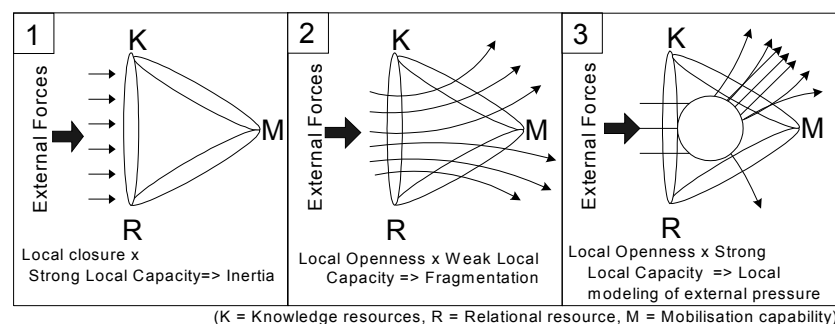 1
K
External Forces
M
R
Local closure x
Strong Local Capacity=> Inertia
2
K
External Forces
M
R
Local Openness x Weak Local
Capacity => Fragmentation
3
K
External Forces
M
R
Local Openness x Strong
Local Capacity => Local
modeling of external pressure
(K = Knowledge resources, R = Relational resource, M = Mobilisation capability)